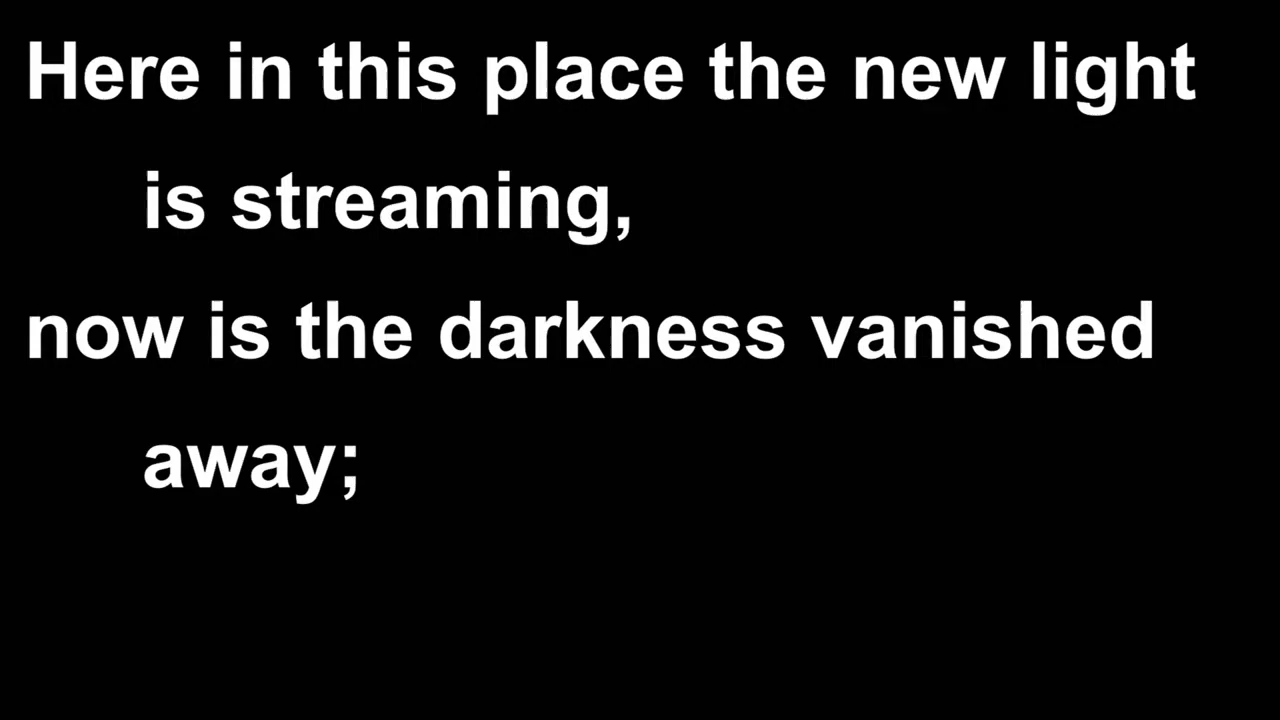 Here in this place the new light
is streaming,
now is the darkness vanished
away;